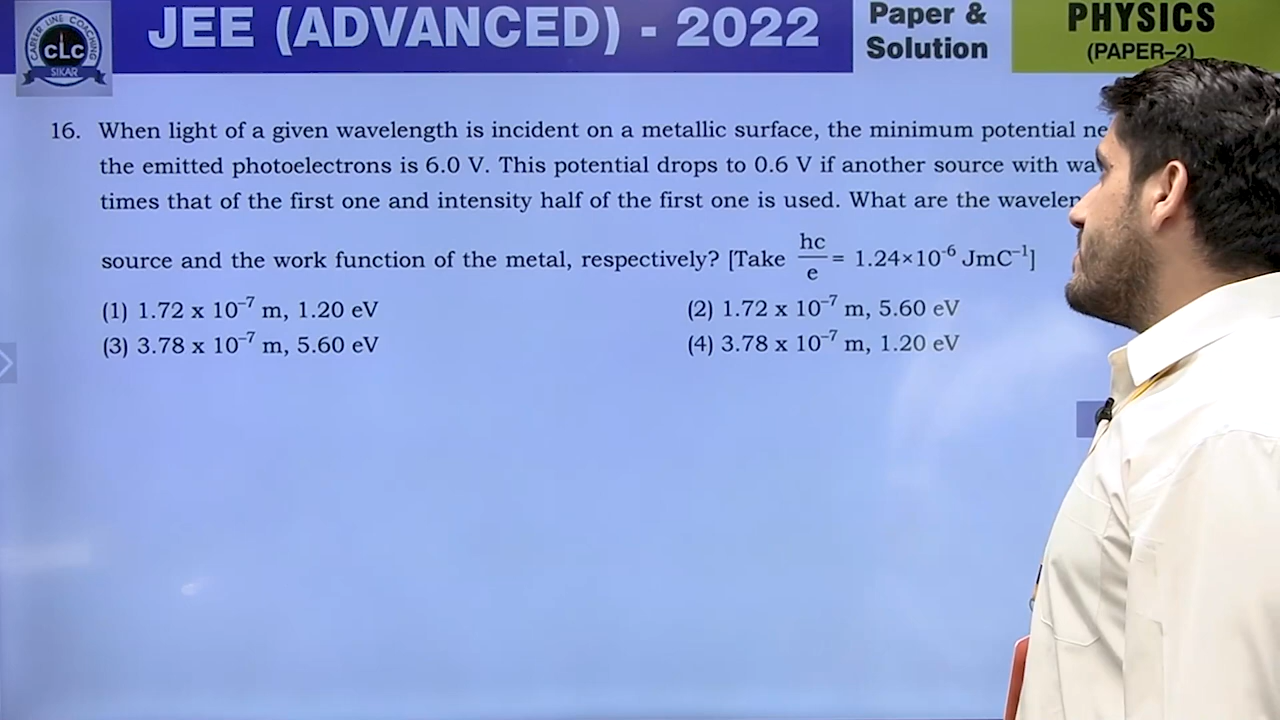 CAREER LINE COACHING
CLC
SIKAR
JEE (ADVANCED) - 2022
Paper &
Solution
PHYSICS
(PAPER–2)
16. When light of a given wavelength is incident on a metallic surface, the minimum potential
the emitted photoelectrons is 6.0 V. This potential drops to 0.6 V if another source with
times that of the first one and intensity half of the first one is used. What are the
source and the work function of the metal, respectively? [Take hc/e = 1.24×10⁻⁶ JmC⁻¹]
(1) 1.72 x 10⁻⁷ m, 1.20 eV
(2) 1.72 x 10⁻⁷ m, 5.60 eV
(3) 3.78 x 10⁻⁷ m, 5.60 eV
(4) 3.78 x 10⁻⁷ m, 1.20 eV